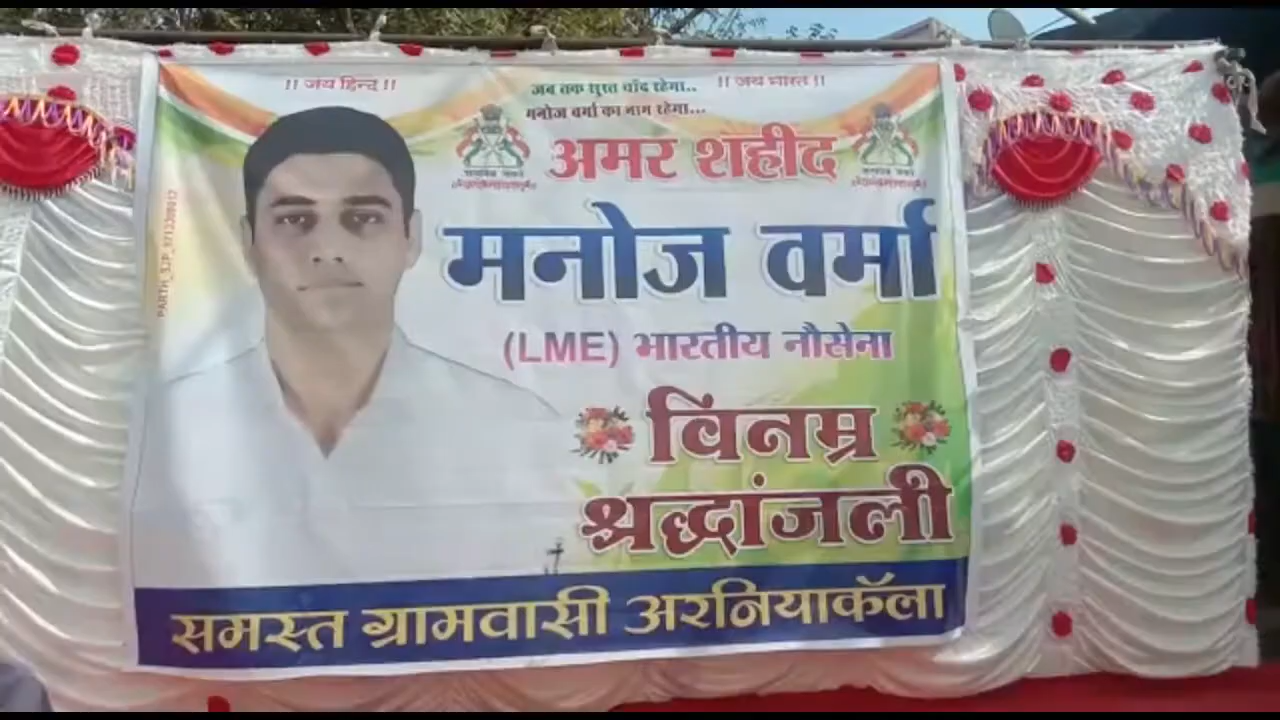 !! जय हिन्द !!
जब तक सुरत चाँद रहेगा..
!! जय भारत !!
मनोज वर्मा का नाम रहेगा...
अमर शहीद
मनोज वर्मा
(LME) भारतीय नौसेना
विनम्र
श्रद्धांजली
समस्त ग्रामवासी अरनियाकॅला